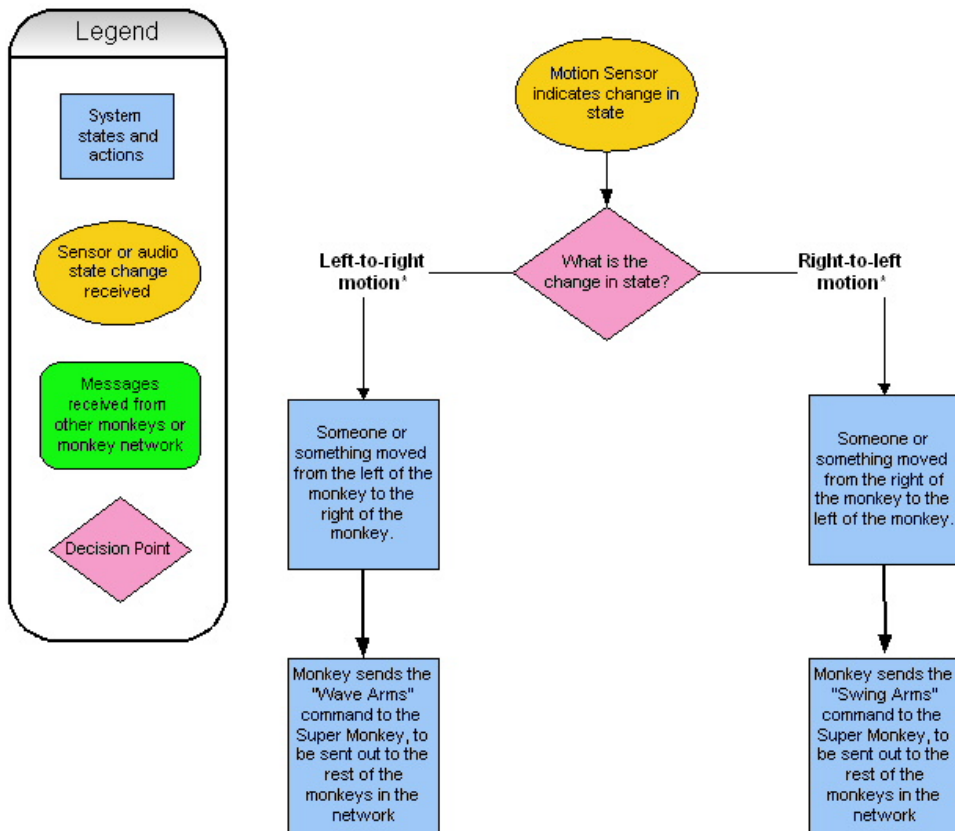 Legend
System
states and
actions
Sensor or audio
state change
received
Messages
received from
other monkeys or
monkey network
Decision Point
Motion Sensor
indicates change in
state
What is the
change in state?
Left-to-right
motion*
Right-to-left
motion*
Someone or
something moved
from the left of the
monkey to the
right of the
monkey.
Someone or
something moved
from the right of
the monkey to the
left of the monkey.
Monkey sends the
"Wave Arms"
command to the
Super Monkey, to
be sent out to the
rest of the
monkeys in the
network
Monkey sends the
"Swing Arms"
command to the
Super Monkey, to
be sent out to the
rest of the
monkeys in the
network